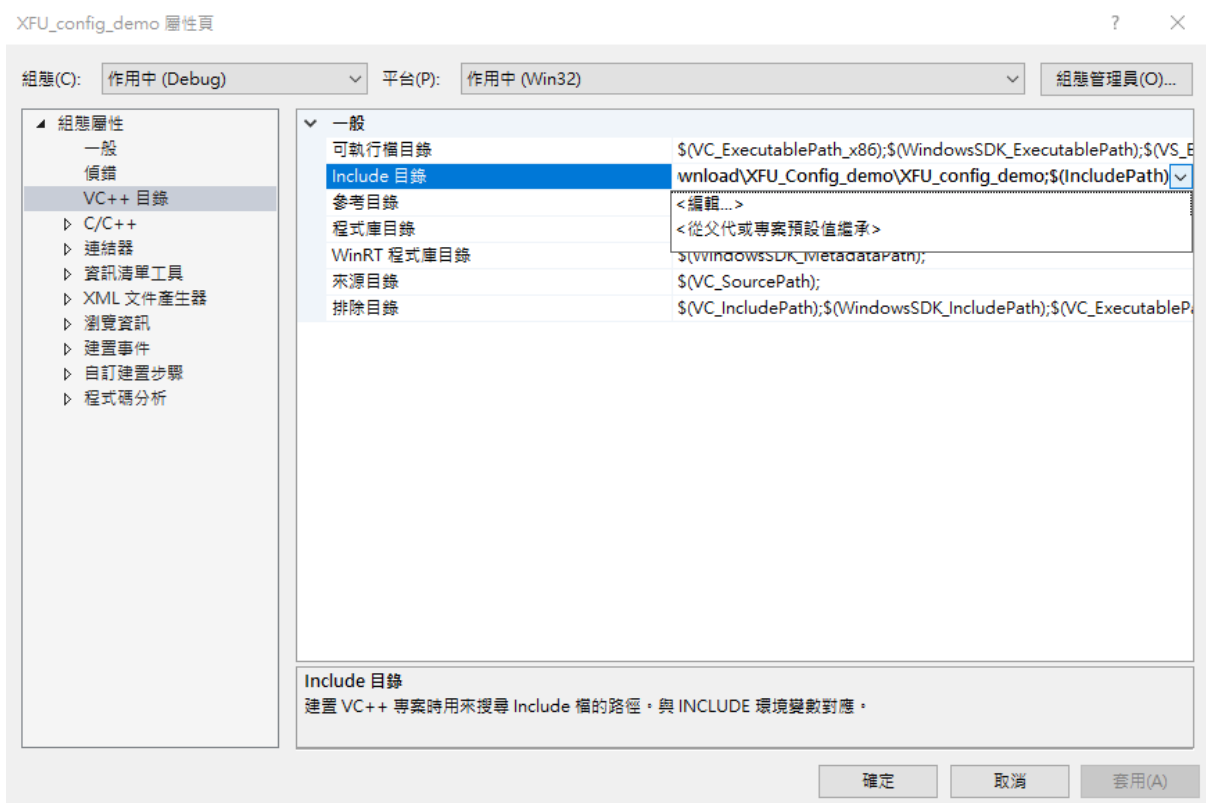 XFU_config_demo 屬性頁
組態(C): 作用中 (Debug) 平台(P): 作用中 (Win32) 組態管理員(O)...
組態屬性
一般
偵錯
VC++ 目錄
C/C++
連結器
資訊清單工具
XML 文件產生器
瀏覽資訊
建置事件
自訂建置步驟
程式碼分析
一般
可執行檔目錄 $(VC_ExecutablePath_x86);$(WindowsSDK_ExecutablePath);$(VS_E
Include 目錄 wnload\XFU_Config_demo\XFU_config_demo;$(IncludePath)
參考目錄 <編輯...>
程式庫目錄 <從父代或專案預設值繼承>
WinRT 程式庫目錄 $(WindowsSDK_MetadataPath);
來源目錄 $(VC_SourcePath);
排除目錄 $(VC_IncludePath);$(WindowsSDK_IncludePath);$(VC_ExecutablePa
Include 目錄
建置 VC++ 專案時用來搜尋 Include 檔的路徑。與 INCLUDE 環境變數對應。
確定 取消 套用(A)